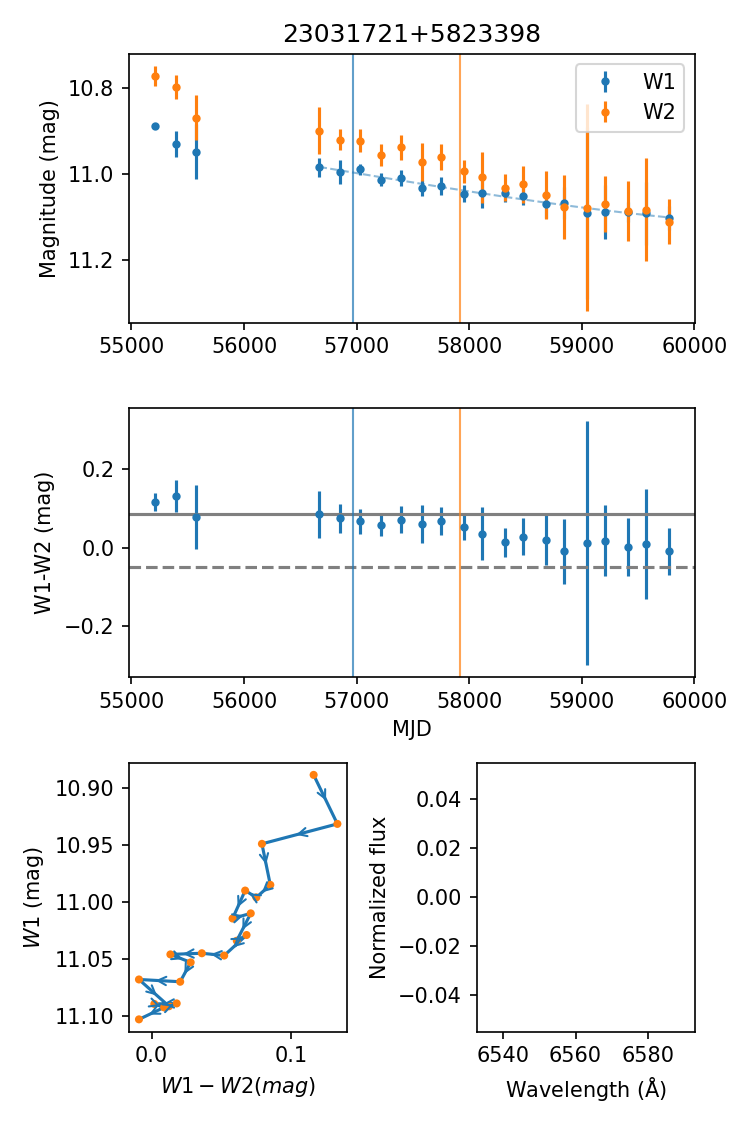 23031721+5823398
Magnitude (mag)
10.8
11.0
11.2
W1
W2
55000 56000 57000 58000 59000 60000
W1-W2 (mag)
0.2
0.0
−0.2
55000 56000 57000 58000 59000 60000
MJD
W1 (mag)
10.90
10.95
11.00
11.05
11.10
0.0 0.1
W1 − W2(mag)
Normalized flux
0.04
0.02
0.00
−0.02
−0.04
6540 6560 6580
Wavelength (Å)